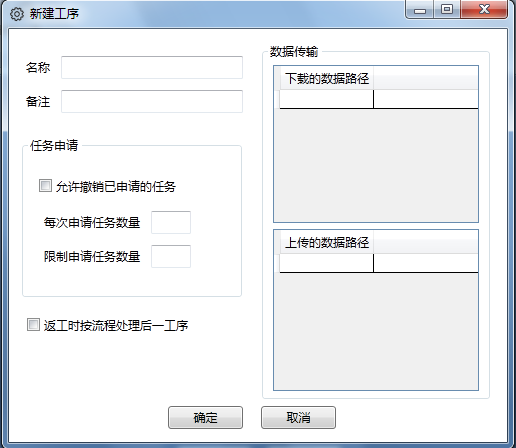 新建工序
名称
备注
任务申请
允许撤销已申请的任务
每次申请任务数量
限制申请任务数量
返工时按流程处理后一工序
数据传输
下载的数据路径
上传的数据路径
确定
取消